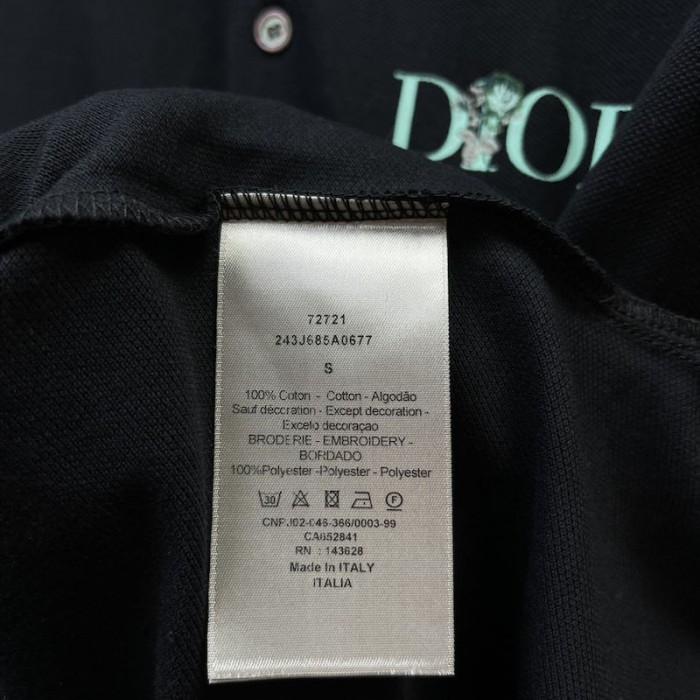 DIOR
72721
243J685A0677
S
100% Coton - Cotton - Algodão
Sauf décoration - Except decoration -
Exceto decoraçao
BRODERIE - EMBROIDERY -
BORDADO
100%Polyester -Polyester - Polyester
30 F
CNPJ02-046-366/0003-99
CA052841
RN : 143628
Made In ITALY
ITALIA